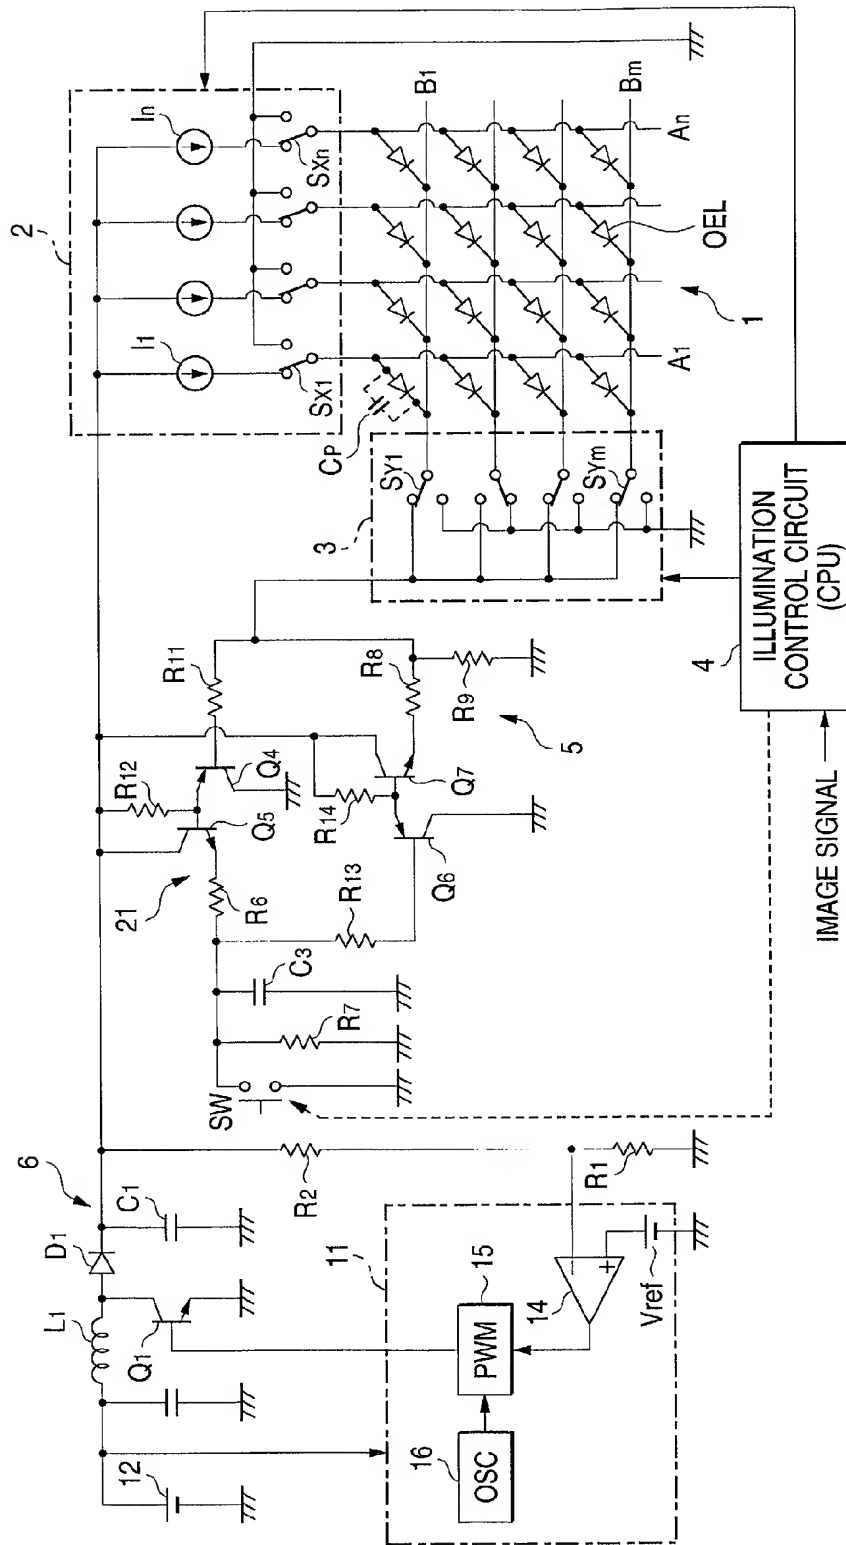 2
I1
In
SX1
SXn
B1
Bm
A1
An
OEL
1
CP
3
SY1
SYm
4
ILLUMINATION
CONTROL CIRCUIT
(CPU)
IMAGE SIGNAL
5
R11
R12
Q4
Q5
21
R6
R8
R9
Q7
R14
Q6
R13
C3
R7
SW
6
D1
C1
L1
Q1
12
R2
R1
11
15
PWM
14
Vref
16
OSC
−
+